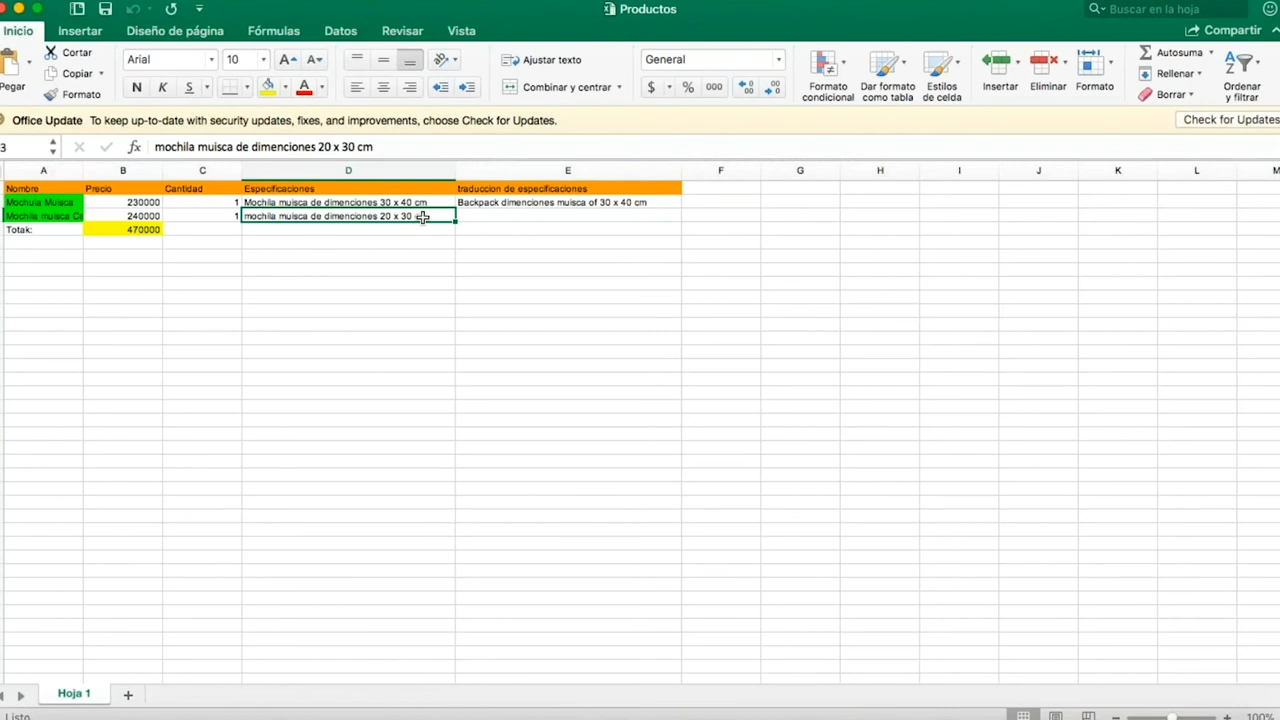 Productos
Buscar en la hoja
Inicio Insertar Diseño de página Fórmulas Datos Revisar Vista Compartir
Pegar Cortar Copiar Formato
Arial 10
N K S
Ajustar texto
Combinar y centrar
General
$ % 000
Formato condicional
Dar formato como tabla
Estilos de celda
Insertar Eliminar Formato
Autosuma
Rellenar
Borrar
Ordenar y filtrar
Office Update To keep up-to-date with security updates, fixes, and improvements, choose Check for Updates. Check for Updates
3 fx mochila muisca de dimenciones 20 x 30 cm
A B C D E F G H I J K L M
Nombre Precio Cantidad Especificaciones traduccion de especificaciones
Mochula Muisca 230000 1 Mochila muisca de dimenciones 30 x 40 cm Backpack dimenciones muisca of 30 x 40 cm
Mochila muisca Ca 240000 1 mochila muisca de dimenciones 20 x 30
Totak: 470000
Hoja 1 +
Listo 100%